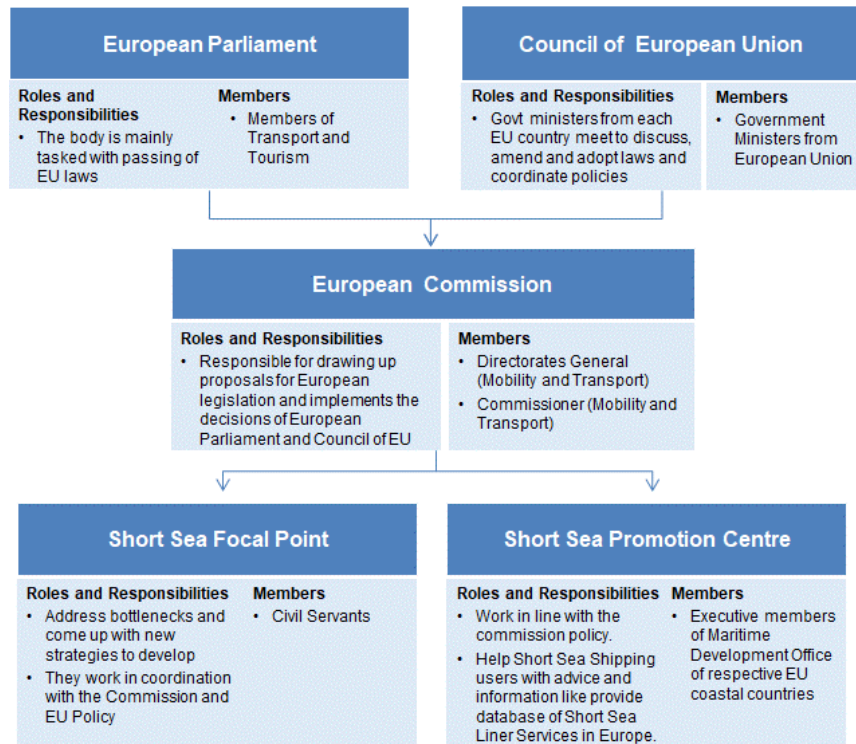 European Parliament
Roles and
Responsibilities
• The body is mainly
tasked with passing of
EU laws
Members
• Members of
Transport and
Tourism
Council of European Union
Roles and Responsibilities
• Govt ministers from each
EU country meet to discuss,
amend and adopt laws and
coordinate policies
Members
• Government
Ministers from
European Union
European Commission
Roles and Responsibilities
• Responsible for drawing up
proposals for European
legislation and implements the
decisions of European
Parliament and Council of EU
Members
• Directorates General
(Mobility and Transport)
• Commissioner (Mobility and
Transport)
Short Sea Focal Point
Roles and Responsibilities
• Address bottlenecks and
come up with new
strategies to develop
• They work in coordination
with the Commission and
EU Policy
Members
• Civil Servants
Short Sea Promotion Centre
Roles and Responsibilities
• Work in line with the
commission policy.
• Help Short Sea Shipping
users with advice and
information like provide
database of Short Sea
Liner Services in Europe.
Members
• Executive members
of Maritime
Development Office
of respective EU
coastal countries